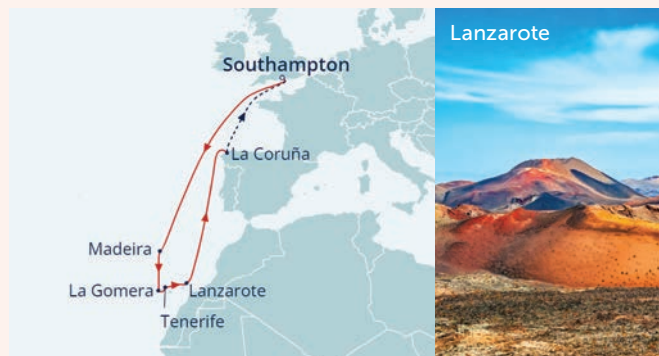 Southampton
La Coruña
Madeira
La Gomera
Lanzarote
Tenerife
Lanzarote